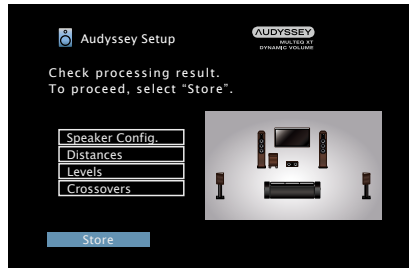 Audyssey Setup
AUDYSSEY
MULTEQ XT
DYNAMIC VOLUME
Check processing result.
To proceed, select “Store”.
Speaker Config.
Distances
Levels
Crossovers
Store